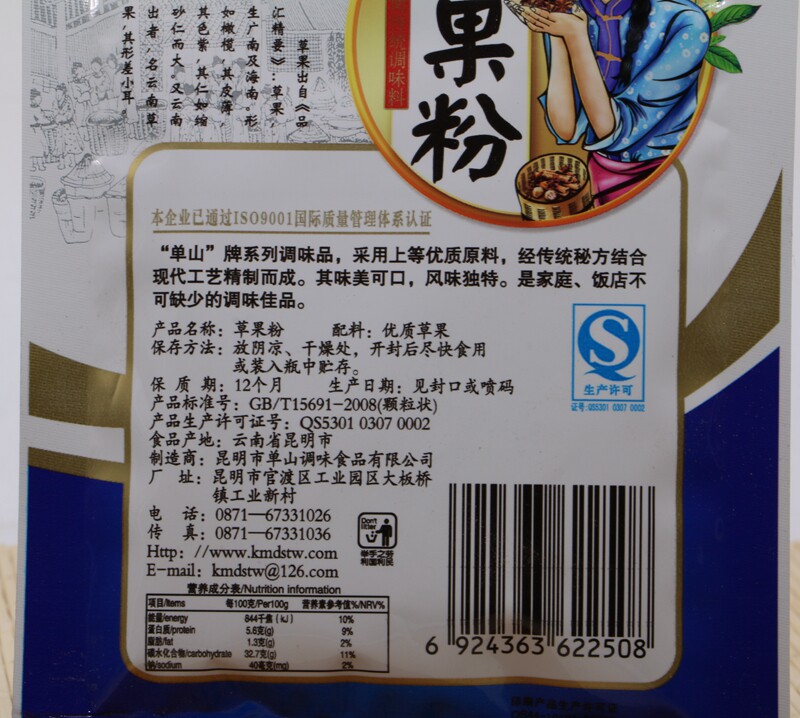 草果出自《品
汇精要》：草果，
生广南及海南。形
如橄榄，其皮薄，
其色紫，其仁如缩
砂仁而大。又云南
出者，名云南草
果，其形差小耳
果粉
统调味料
本企业已通过ISO9001国际质量管理体系认证
“单山”牌系列调味品，采用上等优质原料，经传统秘方结合
现代工艺精制而成。其味美可口，风味独特。是家庭、饭店不
可缺少的调味佳品。
产品名称：草果粉 配料：优质草果
保存方法：放阴凉、干燥处，开封后尽快食用
或装入瓶中贮存。
保 质 期：12个月 生产日期：见封口或喷码
产品标准号：GB/T15691-2008(颗粒状)
产品生产许可证号：QS5301 0307 0002
食品产地：云南省昆明市
制造商：昆明市单山调味食品有限公司
厂 址：昆明市官渡区工业园区大板桥
镇工业新村
电 话：0871—67331026
传 真：0871—67331036
Http：//www.kmdstw.com
E-mail：kmdstw@126.com
生产许可
证号:QS5301 0307 0002
Don't
litter
举手之劳
利国利民
营养成分表/Nutrition information
项目/Items 每100克/Per100g 营养素参考值%/NRV%
能量/energy 844千焦（kJ） 10%
蛋白质/protein 5.6克(g) 9%
脂肪/fat 1.3克(g) 2%
碳水化合物/carbohydrate 32.7克(g) 11%
钠/sodium 40毫克(mg) 2%
6 924363 622508